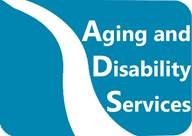 Aging and
Disability
Services